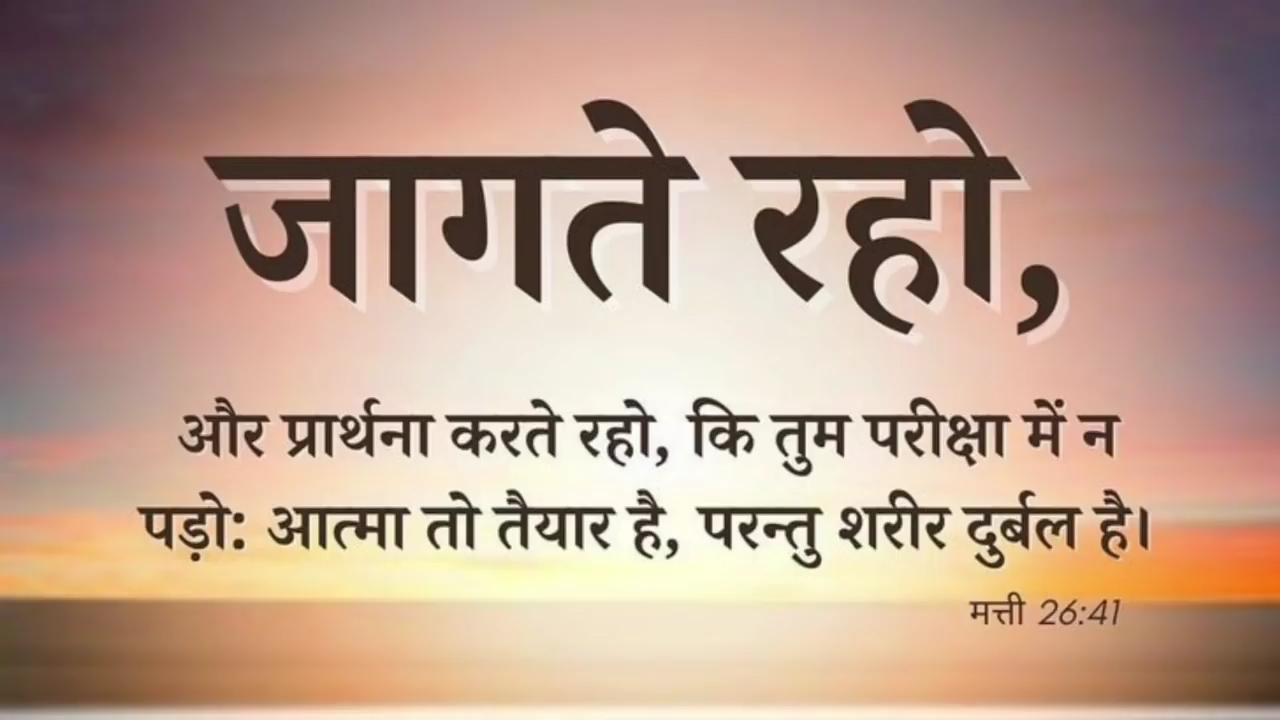 जागते रहो,
और प्रार्थना करते रहो, कि तुम परीक्षा में न
पड़ो: आत्मा तो तैयार है, परन्तु शरीर दुर्बल है।
मत्ती 26:41